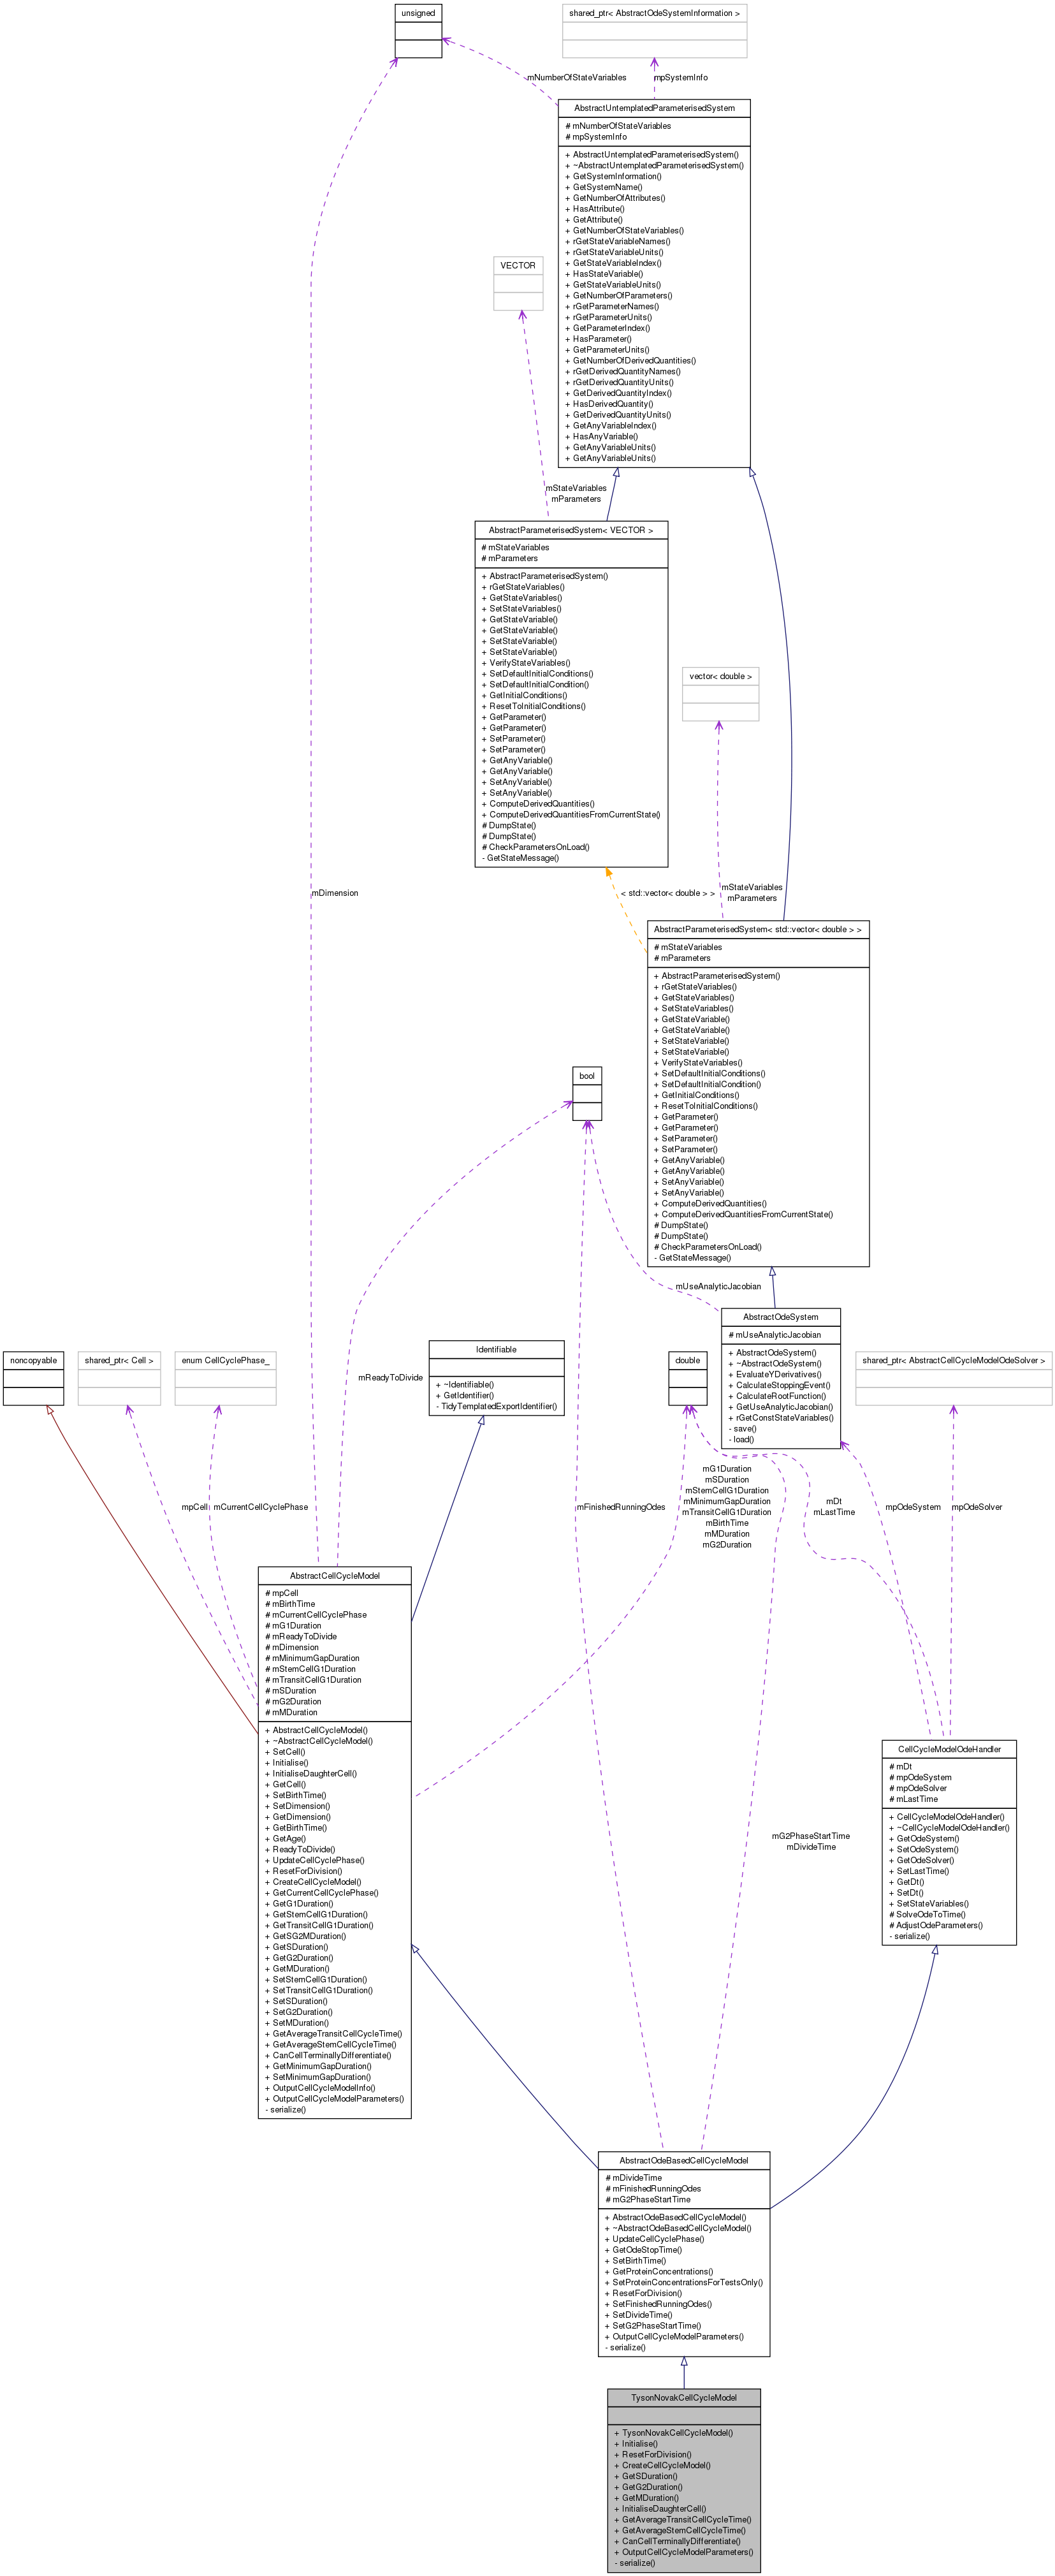 unsigned
shared_ptr< AbstractOdeSystemInformation >
mNumberOfStateVariables
mpSystemInfo
AbstractUntemplatedParameterisedSystem
# mNumberOfStateVariables
# mpSystemInfo
+ AbstractUntemplatedParameterisedSystem()
+ ~AbstractUntemplatedParameterisedSystem()
+ GetSystemInformation()
+ GetSystemName()
+ GetNumberOfAttributes()
+ HasAttribute()
+ GetAttribute()
+ GetNumberOfStateVariables()
+ rGetStateVariableNames()
+ rGetStateVariableUnits()
+ GetStateVariableIndex()
+ HasStateVariable()
+ GetStateVariableUnits()
+ GetNumberOfParameters()
+ rGetParameterNames()
+ rGetParameterUnits()
+ GetParameterIndex()
+ HasParameter()
+ GetParameterUnits()
+ GetNumberOfDerivedQuantities()
+ rGetDerivedQuantityNames()
+ rGetDerivedQuantityUnits()
+ GetDerivedQuantityIndex()
+ HasDerivedQuantity()
+ GetDerivedQuantityUnits()
+ GetAnyVariableIndex()
+ HasAnyVariable()
+ GetAnyVariableUnits()
+ GetAnyVariableUnits()
VECTOR
mStateVariables
mParameters
AbstractParameterisedSystem< VECTOR >
# mStateVariables
# mParameters
+ AbstractParameterisedSystem()
+ rGetStateVariables()
+ GetStateVariables()
+ SetStateVariables()
+ GetStateVariable()
+ GetStateVariable()
+ SetStateVariable()
+ SetStateVariable()
+ VerifyStateVariables()
+ SetDefaultInitialConditions()
+ SetDefaultInitialCondition()
+ GetInitialConditions()
+ ResetToInitialConditions()
+ GetParameter()
+ GetParameter()
+ SetParameter()
+ SetParameter()
+ GetAnyVariable()
+ GetAnyVariable()
+ SetAnyVariable()
+ SetAnyVariable()
+ ComputeDerivedQuantities()
+ ComputeDerivedQuantitiesFromCurrentState()
# DumpState()
# DumpState()
# CheckParametersOnLoad()
- GetStateMessage()
vector< double >
mDimension
< std::vector< double > >
mStateVariables
mParameters
AbstractParameterisedSystem< std::vector< double > >
# mStateVariables
# mParameters
+ AbstractParameterisedSystem()
+ rGetStateVariables()
+ GetStateVariables()
+ SetStateVariables()
+ GetStateVariable()
+ GetStateVariable()
+ SetStateVariable()
+ SetStateVariable()
+ VerifyStateVariables()
+ SetDefaultInitialConditions()
+ SetDefaultInitialCondition()
+ GetInitialConditions()
+ ResetToInitialConditions()
+ GetParameter()
+ GetParameter()
+ SetParameter()
+ SetParameter()
+ GetAnyVariable()
+ GetAnyVariable()
+ SetAnyVariable()
+ SetAnyVariable()
+ ComputeDerivedQuantities()
+ ComputeDerivedQuantitiesFromCurrentState()
# DumpState()
# DumpState()
# CheckParametersOnLoad()
- GetStateMessage()
bool
mUseAnalyticJacobian
AbstractOdeSystem
# mUseAnalyticJacobian
+ AbstractOdeSystem()
+ ~AbstractOdeSystem()
+ EvaluateYDerivatives()
+ CalculateStoppingEvent()
+ CalculateRootFunction()
+ GetUseAnalyticJacobian()
+ rGetConstStateVariables()
- save()
- load()
noncopyable
shared_ptr< Cell >
enum CellCyclePhase_
mReadyToDivide
Identifiable
+ ~Identifiable()
+ GetIdentifier()
- TidyTemplatedExportIdentifier()
double
shared_ptr< AbstractCellCycleModelOdeSolver >
mpCell
mCurrentCellCyclePhase
mFinishedRunningOdes
mG1Duration
mSDuration
mStemCellG1Duration
mMinimumGapDuration
mTransitCellG1Duration
mBirthTime
mMDuration
mG2Duration
mDt
mLastTime
mpOdeSystem
mpOdeSolver
AbstractCellCycleModel
# mpCell
# mBirthTime
# mCurrentCellCyclePhase
# mG1Duration
# mReadyToDivide
# mDimension
# mMinimumGapDuration
# mStemCellG1Duration
# mTransitCellG1Duration
# mSDuration
# mG2Duration
# mMDuration
+ AbstractCellCycleModel()
+ ~AbstractCellCycleModel()
+ SetCell()
+ Initialise()
+ InitialiseDaughterCell()
+ GetCell()
+ SetBirthTime()
+ SetDimension()
+ GetDimension()
+ GetBirthTime()
+ GetAge()
+ ReadyToDivide()
+ UpdateCellCyclePhase()
+ ResetForDivision()
+ CreateCellCycleModel()
+ GetCurrentCellCyclePhase()
+ GetG1Duration()
+ GetStemCellG1Duration()
+ GetTransitCellG1Duration()
+ GetSG2MDuration()
+ GetSDuration()
+ GetG2Duration()
+ GetMDuration()
+ SetStemCellG1Duration()
+ SetTransitCellG1Duration()
+ SetSDuration()
+ SetG2Duration()
+ SetMDuration()
+ GetAverageTransitCellCycleTime()
+ GetAverageStemCellCycleTime()
+ CanCellTerminallyDifferentiate()
+ GetMinimumGapDuration()
+ SetMinimumGapDuration()
+ OutputCellCycleModelInfo()
+ OutputCellCycleModelParameters()
- serialize()
CellCycleModelOdeHandler
# mDt
# mpOdeSystem
# mpOdeSolver
# mLastTime
+ CellCycleModelOdeHandler()
+ ~CellCycleModelOdeHandler()
+ GetOdeSystem()
+ SetOdeSystem()
+ GetOdeSolver()
+ SetLastTime()
+ GetDt()
+ SetDt()
+ SetStateVariables()
# SolveOdeToTime()
# AdjustOdeParameters()
- serialize()
mG2PhaseStartTime
mDivideTime
AbstractOdeBasedCellCycleModel
# mDivideTime
# mFinishedRunningOdes
# mG2PhaseStartTime
+ AbstractOdeBasedCellCycleModel()
+ ~AbstractOdeBasedCellCycleModel()
+ UpdateCellCyclePhase()
+ GetOdeStopTime()
+ SetBirthTime()
+ GetProteinConcentrations()
+ SetProteinConcentrationsForTestsOnly()
+ ResetForDivision()
+ SetFinishedRunningOdes()
+ SetDivideTime()
+ SetG2PhaseStartTime()
+ OutputCellCycleModelParameters()
- serialize()
TysonNovakCellCycleModel
+ TysonNovakCellCycleModel()
+ Initialise()
+ ResetForDivision()
+ CreateCellCycleModel()
+ GetSDuration()
+ GetG2Duration()
+ GetMDuration()
+ InitialiseDaughterCell()
+ GetAverageTransitCellCycleTime()
+ GetAverageStemCellCycleTime()
+ CanCellTerminallyDifferentiate()
+ OutputCellCycleModelParameters()
- serialize()